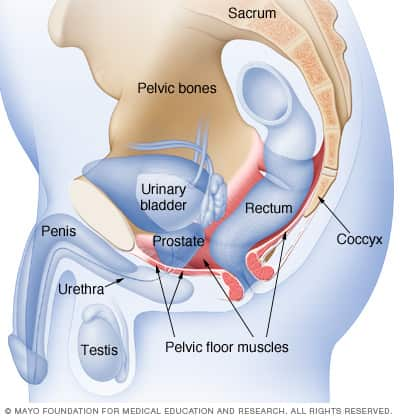 Sacrum
Pelvic bones
Urinary
bladder
Rectum
Penis
Prostate
Coccyx
Urethra
Testis
Pelvic floor muscles
© MAYO FOUNDATION FOR MEDICAL EDUCATION AND RESEARCH. ALL RIGHTS RESERVED.